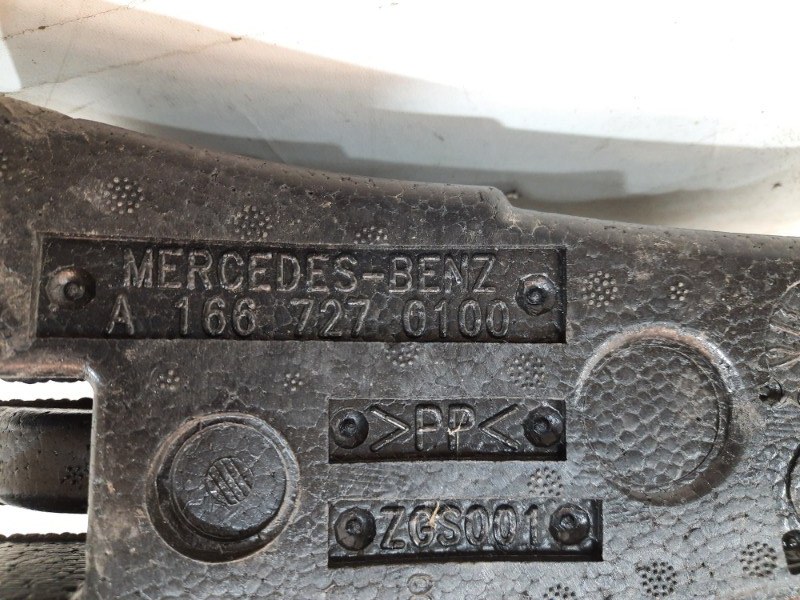 MERCEDES-BENZ
A 166 727 0100
>PP<
ZGS001